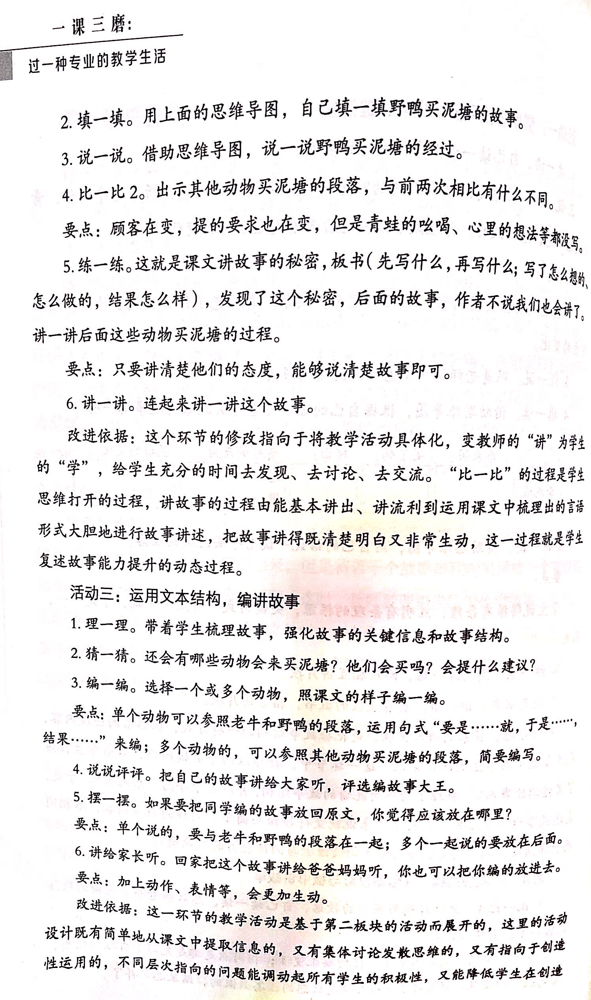 一课三磨：
过一种专业的教学生活
2. 填一填。用上面的思维导图，自己填一填野鸭买泥塘的故事。
3. 说一说。借助思维导图，说一说野鸭买泥塘的经过。
4. 比一比 2。出示其他动物买泥塘的段落，与前两次相比有什么不同。
要点：顾客在变，提的要求也在变，但是青蛙的吆喝、心里的想法等都没写。
5. 练一练。这就是课文讲故事的秘密，板书（先写什么，再写什么；写了怎么想的、
怎么做的，结果怎么样），发现了这个秘密，后面的故事，作者不说我们也会讲了。
讲一讲后面这些动物买泥塘的过程。
要点：只要讲清楚他们的态度，能够说清楚故事即可。
6. 讲一讲。连起来讲一讲这个故事。
改进依据：这个环节的修改指向于将教学活动具体化，变教师的“讲”为学生
的“学”，给学生充分的时间去发现、去讨论、去交流。“比一比”的过程是学生
思维打开的过程，讲故事的过程由能基本讲出、讲流利到运用课文中梳理出的言语
形式大胆地进行故事讲述，把故事讲得既清楚明白又非常生动，这一过程就是学生
复述故事能力提升的动态过程。
活动三：运用文本结构，编讲故事
1. 理一理。带着学生梳理故事，强化故事的关键信息和故事结构。
2. 猜一猜。还会有哪些动物会来买泥塘？他们会买吗？会提什么建议？
3. 编一编。选择一个或多个动物，照课文的样子编一编。
要点：单个动物可以参照老牛和野鸭的段落，运用句式“要是……就，于是……，
结果……”来编；多个动物的，可以参照其他动物买泥塘的段落，简要编写。
4. 说说评评。把自己的故事讲给大家听，评选编故事大王。
5. 摆一摆。如果要把同学编的故事放回原文，你觉得应该放在哪里？
要点：单个说的，要与老牛和野鸭的段落在一起；多个一起说的要放在后面。
6. 讲给家长听。回家把这个故事讲给爸爸妈妈听，你也可以把你编的放进去。
要点：加上动作、表情等，会更加生动。
改进依据：这一环节的教学活动是基于第二板块的活动而展开的，这里的活动
设计既有简单地从课文中提取信息的，又有集体讨论发散思维的，又有指向于创造
性运用的，不同层次指向的问题能调动起所有学生的积极性，又能降低学生在创造